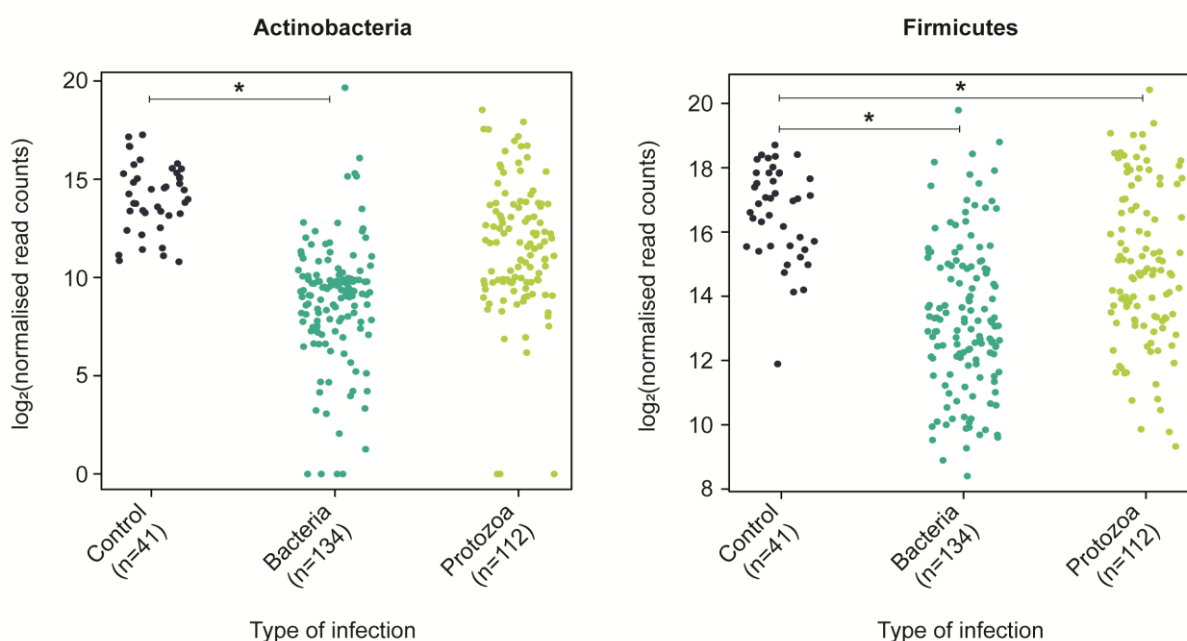 Actinobacteria
log₂(normalised read counts)
20
15
10
5
0
*
Control
(n=41)
Bacteria
(n=134)
Protozoa
(n=112)
Type of infection
Firmicutes
log₂(normalised read counts)
20
18
16
14
12
10
8
*
*
Control
(n=41)
Bacteria
(n=134)
Protozoa
(n=112)
Type of infection